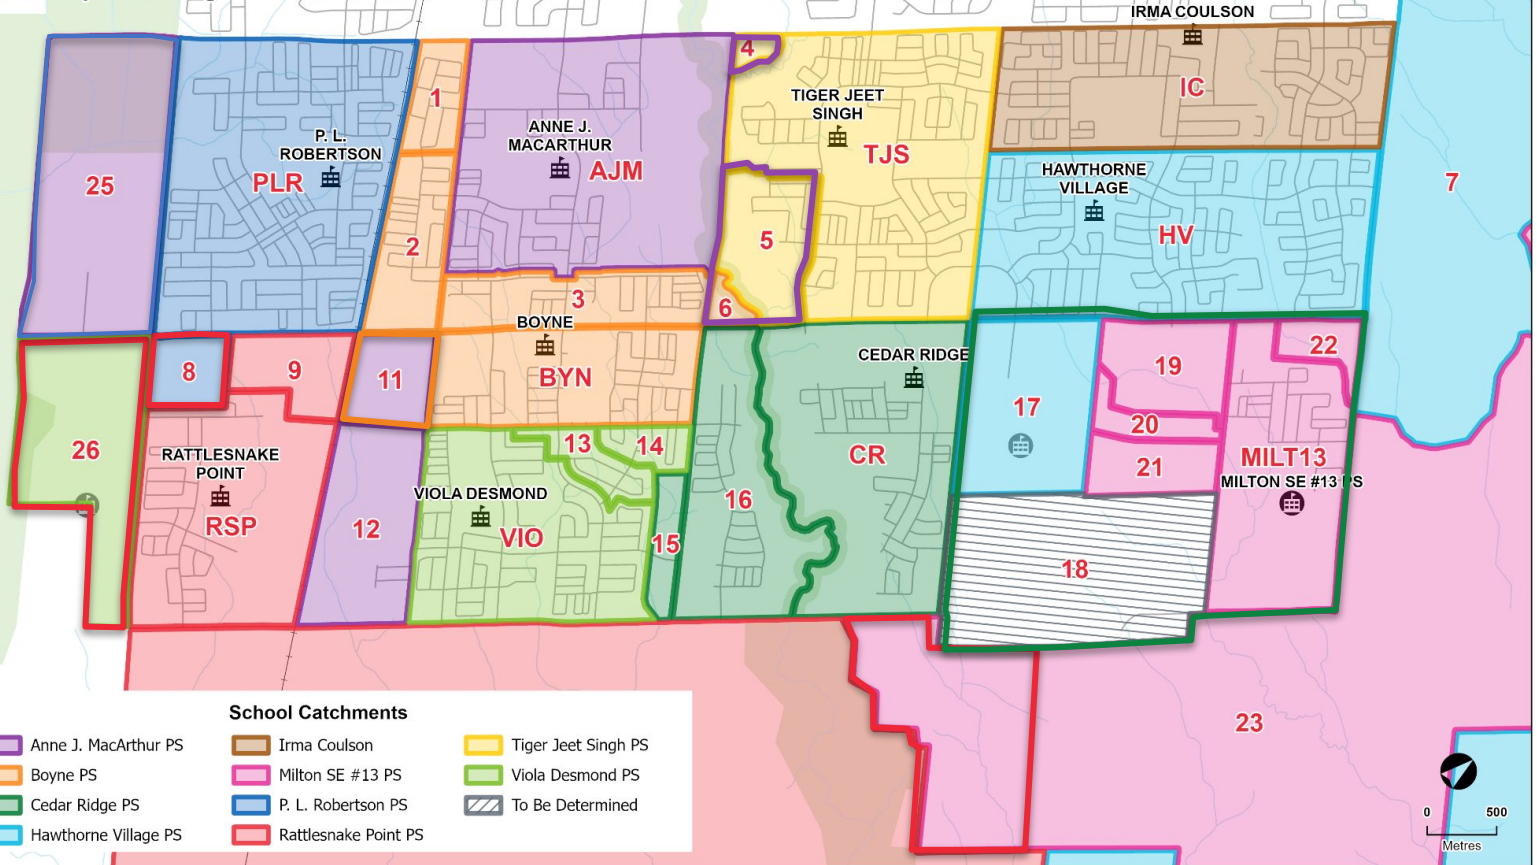 IRMA COULSON
IC
4
TIGER JEET
SINGH
TJS
1
ANNE J.
MACARTHUR
AJM
P. L.
ROBERTSON
PLR
25
HAWTHORNE
VILLAGE
HV
7
2
5
3
6
BOYNE
BYN
CEDAR RIDGE
CR
8
9
11
19
22
17
20
21
MILT13
MILTON SE #13 PS
26
RATTLESNAKE
POINT
RSP
13
14
VIOLA DESMOND
VIO
12
15
16
18
23
School Catchments
Anne J. MacArthur PS
Boyne PS
Cedar Ridge PS
Hawthorne Village PS
Irma Coulson
Milton SE #13 PS
P. L. Robertson PS
Rattlesnake Point PS
Tiger Jeet Singh PS
Viola Desmond PS
To Be Determined
0 500
Metres